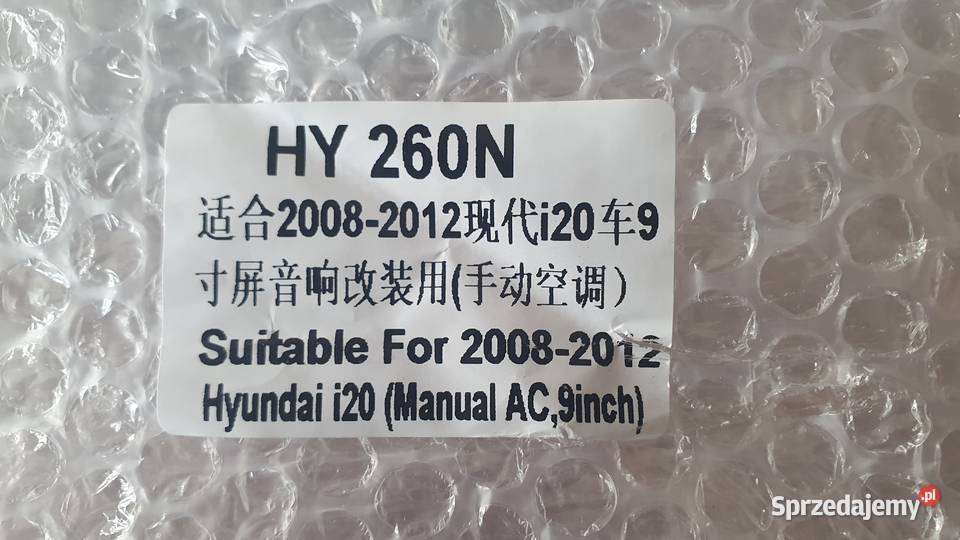 HY 260N
适合2008-2012现代i20车9
寸屏音响改装用(手动空调）
Suitable For 2008-2012
Hyundai i20 (Manual AC,9inch)
Sprzedajemy.pl